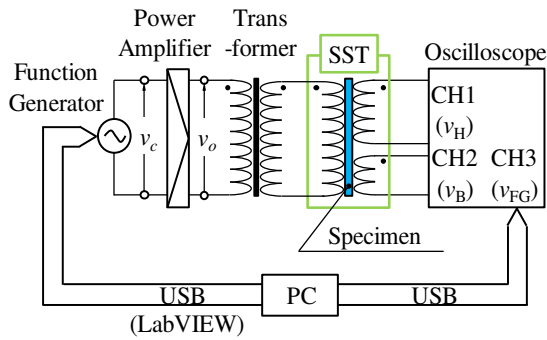 Power
Amplifier
Trans
-former
SST
Oscilloscope
Function
Generator
v_c
v_o
CH1
(v_H)
CH2
(v_B)
CH3
(v_FG)
Specimen
USB
(LabVIEW)
PC
USB